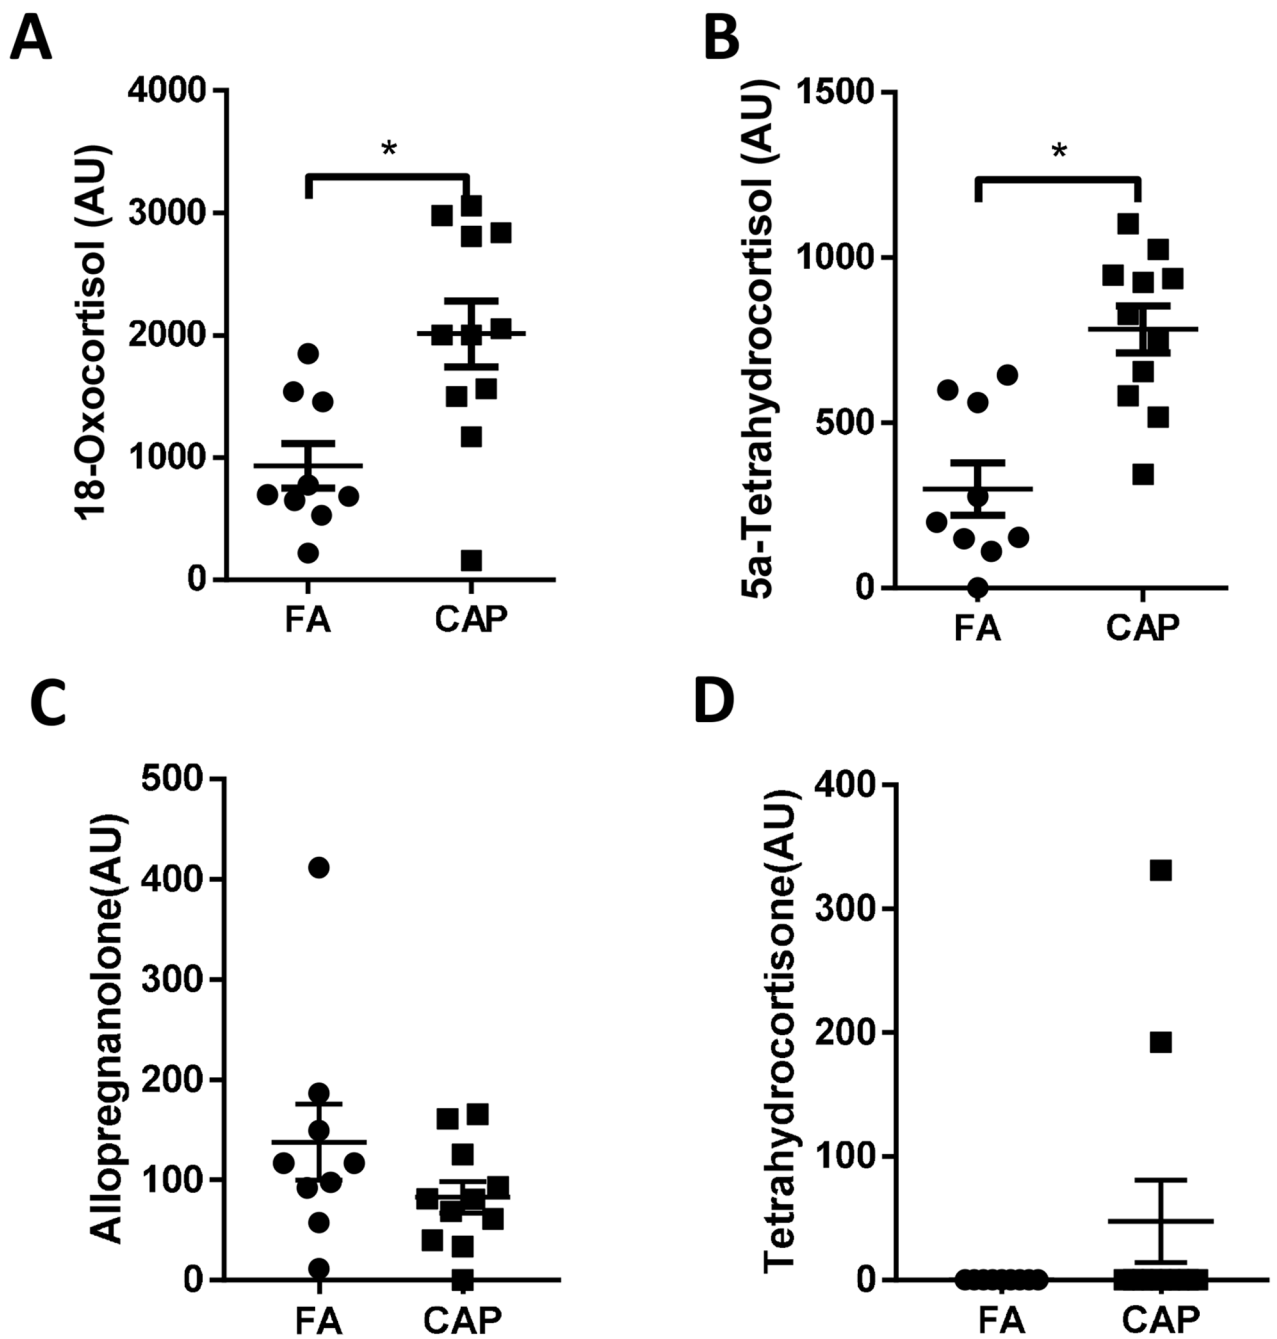 A
18-Oxocortisol (AU)
4000
3000
2000
1000
0
*
FA
CAP
B
5a-Tetrahydrocortisol (AU)
1500
1000
500
0
*
FA
CAP
C
Allopregnanolone(AU)
500
400
300
200
100
0
FA
CAP
D
Tetrahydrocortisone(AU)
400
300
200
100
0
FA
CAP